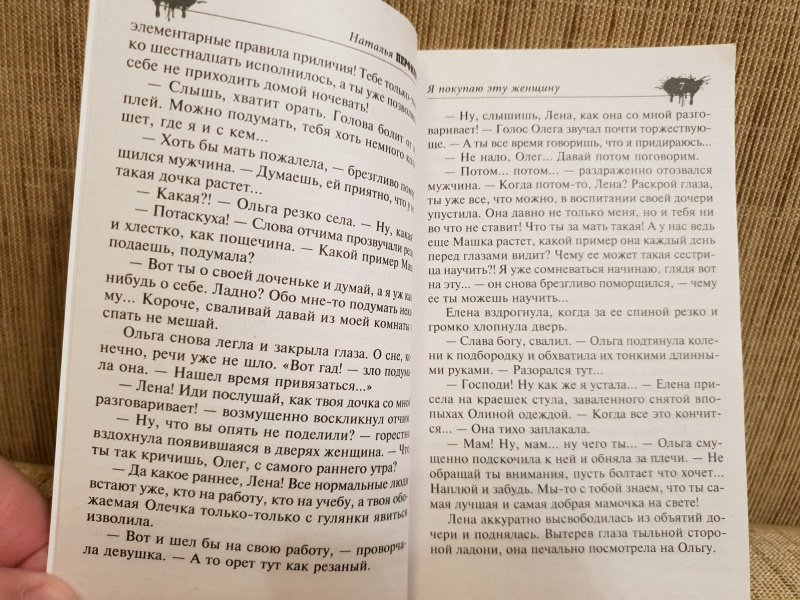 Наталья ПЕРФ
элементарные правила приличия! Тебе только-
ко шестнадцать исполнилось, а ты уже позволя
себе не приходить домой ночевать!
— Слышь, хватит орать. Голова болит от
плей. Можно подумать, тебя хоть немного
шет, где я и с кем...
— Хоть бы мать пожалела, — брезгливо
щился мужчина. — Думаешь, ей приятно, что у
такая дочка растет...
— Какая?! — Ольга резко села. — Ну, какая
— Потаскуха! — Слова отчима прозвучали
и хлестко, как пощечина. — Какой пример
подаешь, подумала?
— Вот ты о своей доченьке и думай, а я уж как
нибудь о себе. Ладно? Обо мне-то подумать
му... Короче, сваливай давай из моей комнаты
спать не мешай.
Ольга снова легла и закрыла глаза. О сне, ко
нечно, речи уже не шло. «Вот гад! — зло подума
ла она. — Нашел время привязаться...»
— Лена! Иди послушай, как твоя дочка со мной
разговаривает! — возмущенно воскликнул отчим.
— Ну, что вы опять не поделили? — горестно
вздохнула появившаяся в дверях женщина. — Что
ты так кричишь, Олег, с самого раннего утра?
— Да какое раннее, Лена! Все нормальные люди
встают уже, кто на работу, кто на учебу, а твоя обо-
жаемая Олечка только-только с гулянки явиться
изволила.
— Вот и шел бы на свою работу, — проворча-
ла девушка. — А то орет тут как резаный.
Я покупаю эту женщину
7
— Ну, слышишь, Лена, как она со мной разго-
варивает! — Голос Олега звучал почти торжествую-
ще. — А ты все время говоришь, что я придираюсь...
— Не надо, Олег... Давай потом поговорим.
— Потом... потом... — раздраженно отозвался
мужчина. — Когда потом-то, Лена? Раскрой глаза,
ты уже все, что можно, в воспитании своей дочери
упустила. Она давно не только меня, но и тебя ни
во что не ставит! Что ты за мать такая! А у нас ведь
еще Машка растет, какой пример она каждый день
перед глазами видит? Чему ее может такая сестри-
ца научить?! Я уже сомневаться начинаю, глядя вот
на эту... — он снова брезгливо поморщился, — чему
ее ты можешь научить...
Елена вздрогнула, когда за ее спиной резко и
громко хлопнула дверь.
— Слава богу, свалил. — Ольга подтянула коле-
ни к подбородку и обхватила их тонкими длинны-
ми руками. — Разорался тут...
— Господи! Ну как же я устала... — Елена при-
села на краешек стула, заваленного снятой впо-
пыхах Олиной одеждой. — Когда все это кончит-
ся... — Она тихо заплакала.
— Мам! Ну, мам... ну чего ты... — Ольга сму-
щенно подскочила к ней и обняла за плечи. — Не
обращай ты внимания, пусть болтает что хочет...
Наплюй и забудь. Мы-то с тобой знаем, что ты са-
мая лучшая и самая добрая мамочка на свете!
Лена аккуратно высвободилась из объятий до-
чери и поднялась. Вытерев глаза тыльной сторо-
ной ладони, она печально посмотрела на Ольгу.